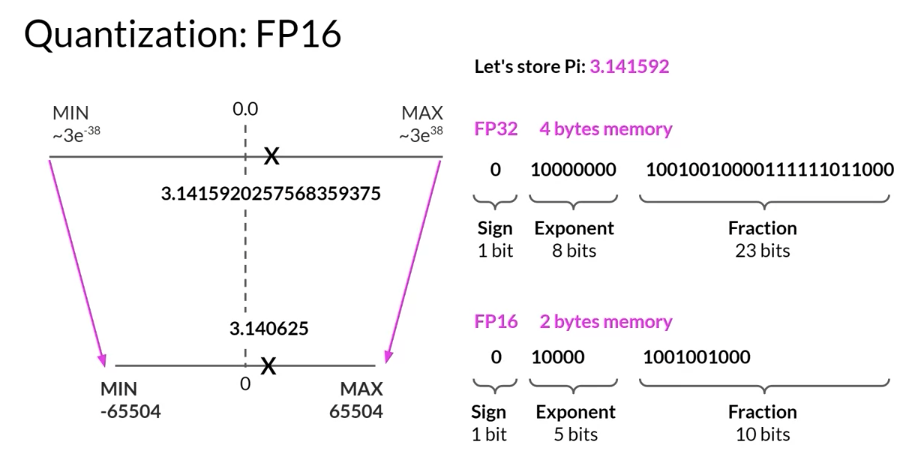 Quantization: FP16
Let's store Pi: 3.141592
MIN
~3e-38
0.0
MAX
~3e38
X
3.1415920257568359375
FP32 4 bytes memory
0 10000000 10010010000111111011000
Sign Exponent Fraction
1 bit 8 bits 23 bits
3.140625
X
0
MIN
-65504
MAX
65504
FP16 2 bytes memory
0 10000 1001001000
Sign Exponent Fraction
1 bit 5 bits 10 bits